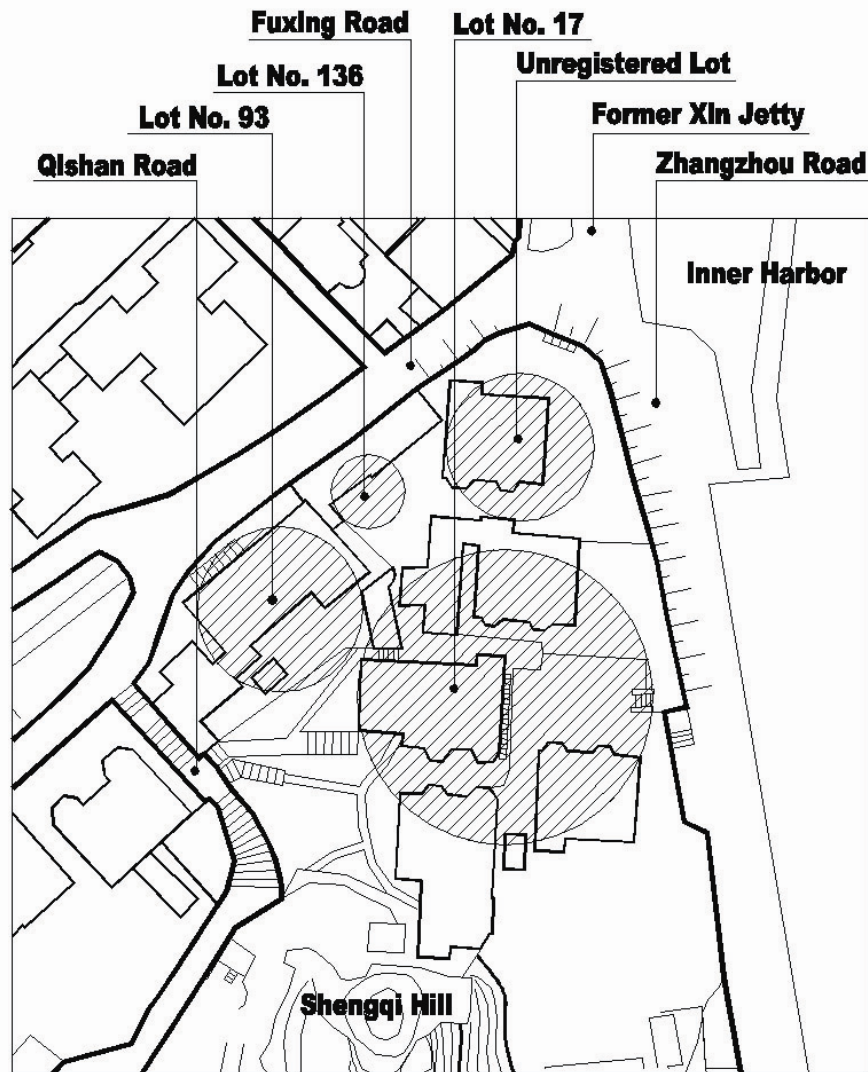 Fuxing Road
Lot No. 17
Lot No. 136
Unregistered Lot
Lot No. 93
Former Xin Jetty
Qishan Road
Zhangzhou Road
Inner Harbor
Shengqi Hill